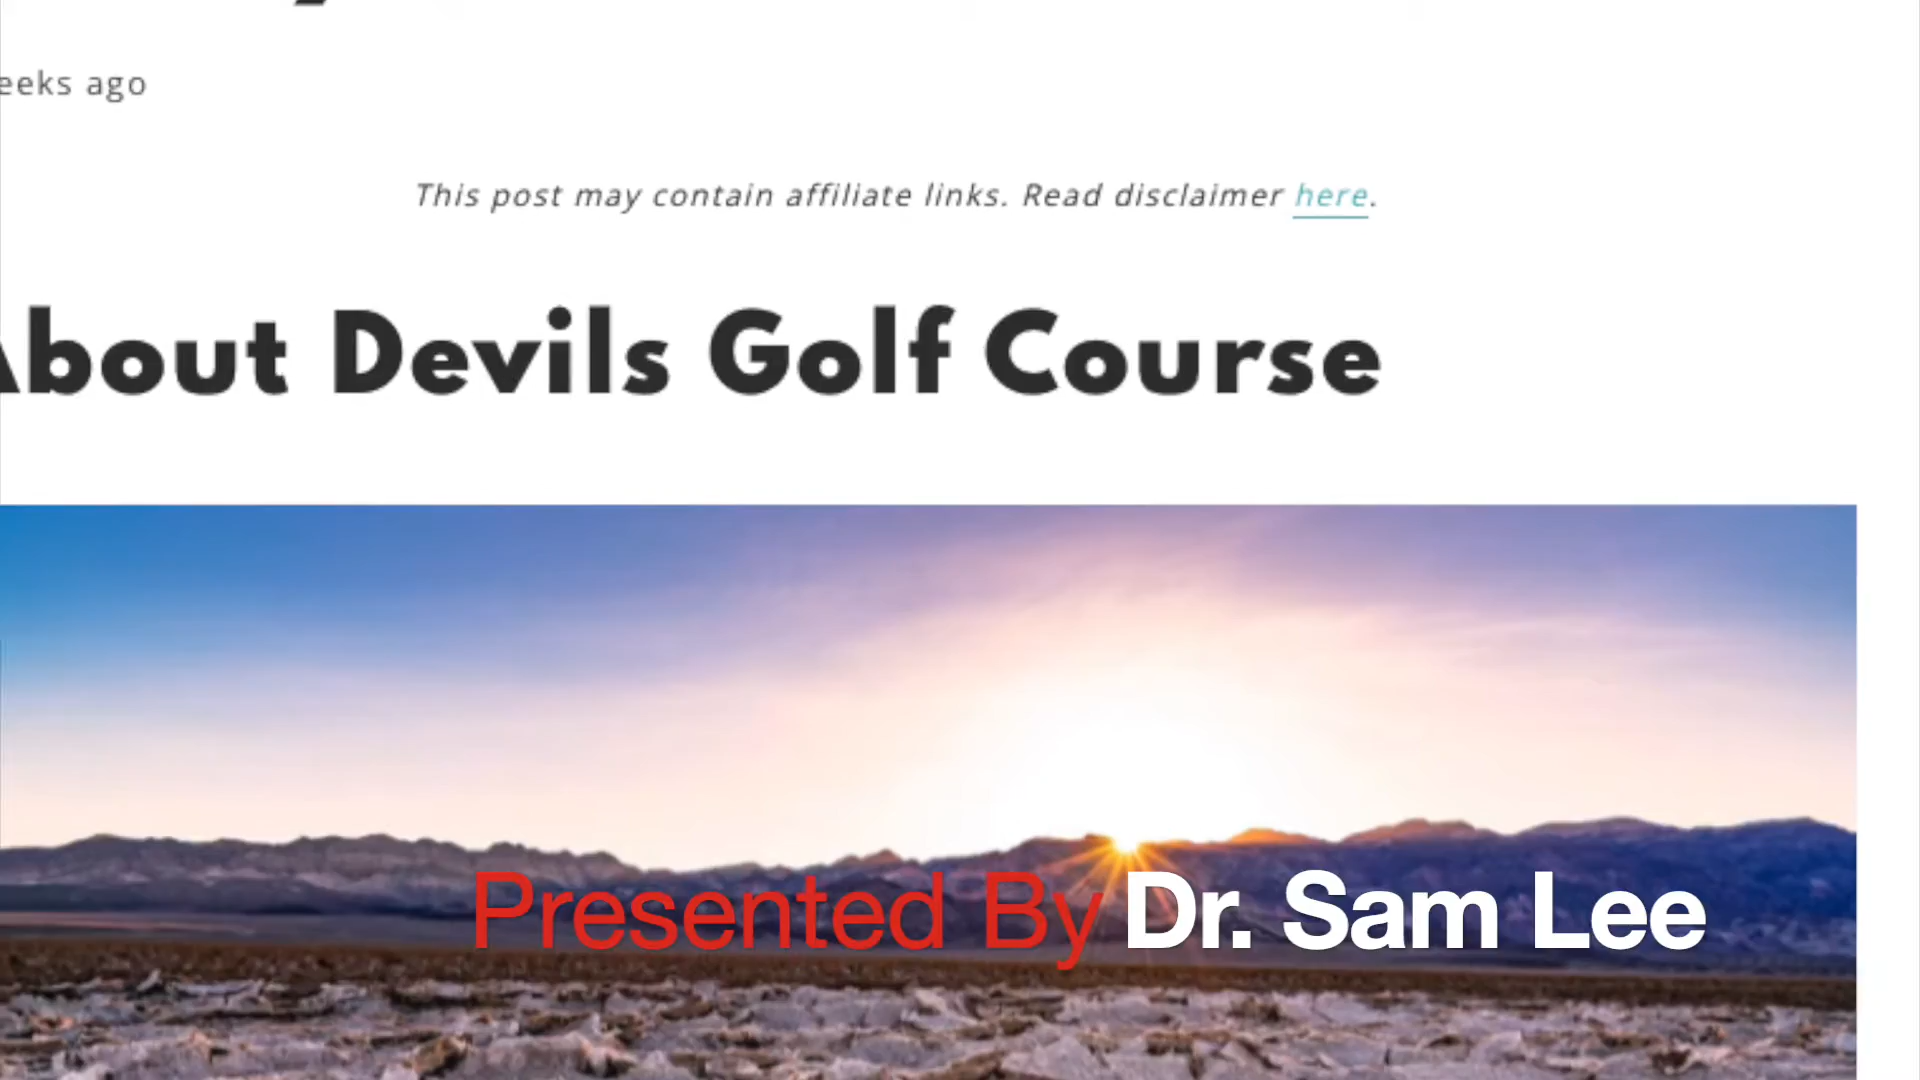 eeks ago
This post may contain affiliate links. Read disclaimer here.
About Devils Golf Course
Presented By Dr. Sam Lee